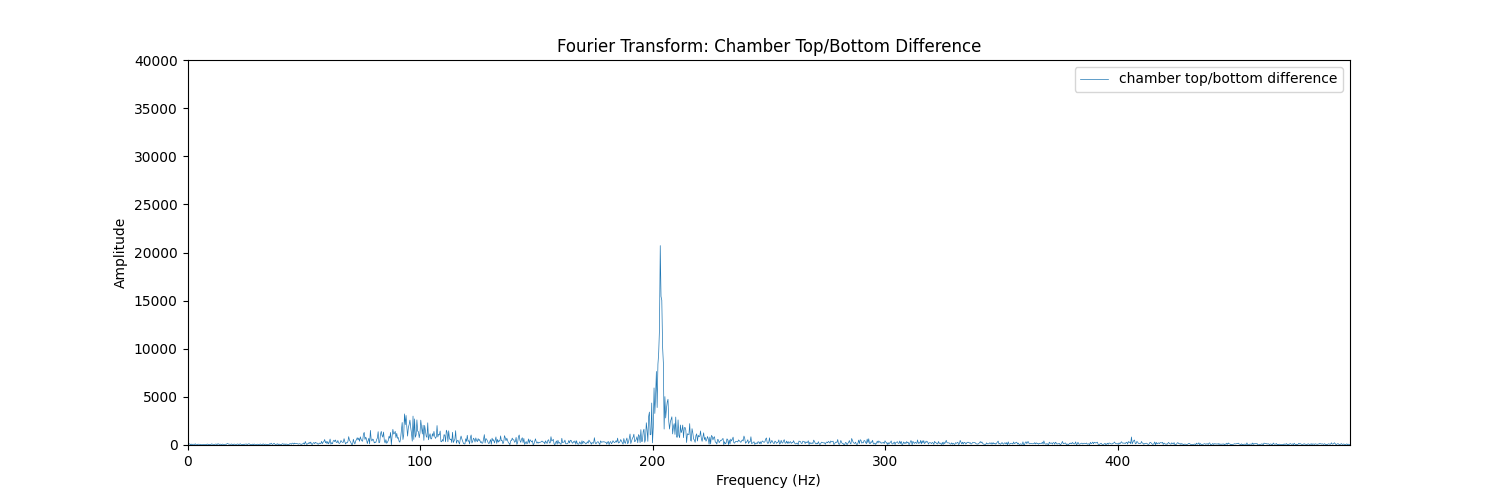 Fourier Transform: Chamber Top/Bottom Difference
chamber top/bottom difference
Amplitude
40000
35000
30000
25000
20000
15000
10000
5000
0
0 100 200 300 400
Frequency (Hz)